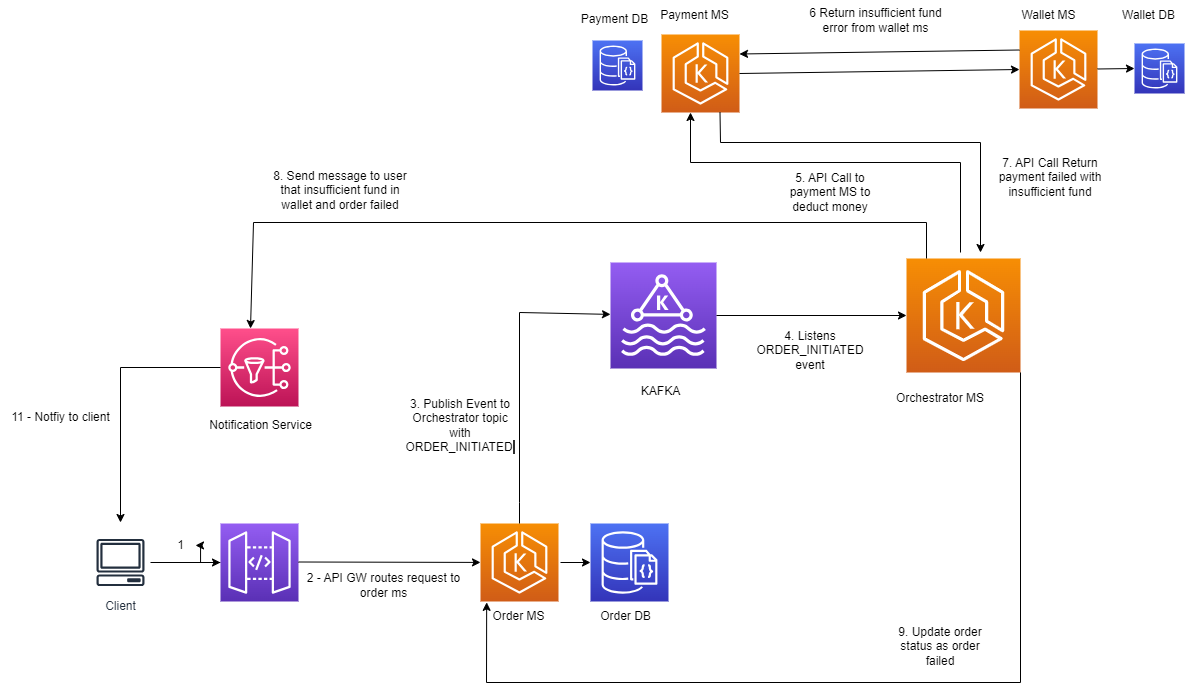 Payment DB
Payment MS
6 Return insufficient fund
error from wallet ms
Wallet MS
Wallet DB
K
K
{}
{}
8. Send message to user
that insufficient fund in
wallet and order failed
5. API Call to
payment MS to
deduct money
7. API Call Return
payment failed with
insufficient fund
K
K
4. Listens
ORDER_INITIATED
event
KAFKA
Orchestrator MS
11 - Notfiy to client
Notification Service
3. Publish Event to
Orchestrator topic
with
ORDER_INITIATED
1
</>
K
{}
2 - API GW routes request to
order ms
Client
Order MS
Order DB
9. Update order
status as order
failed